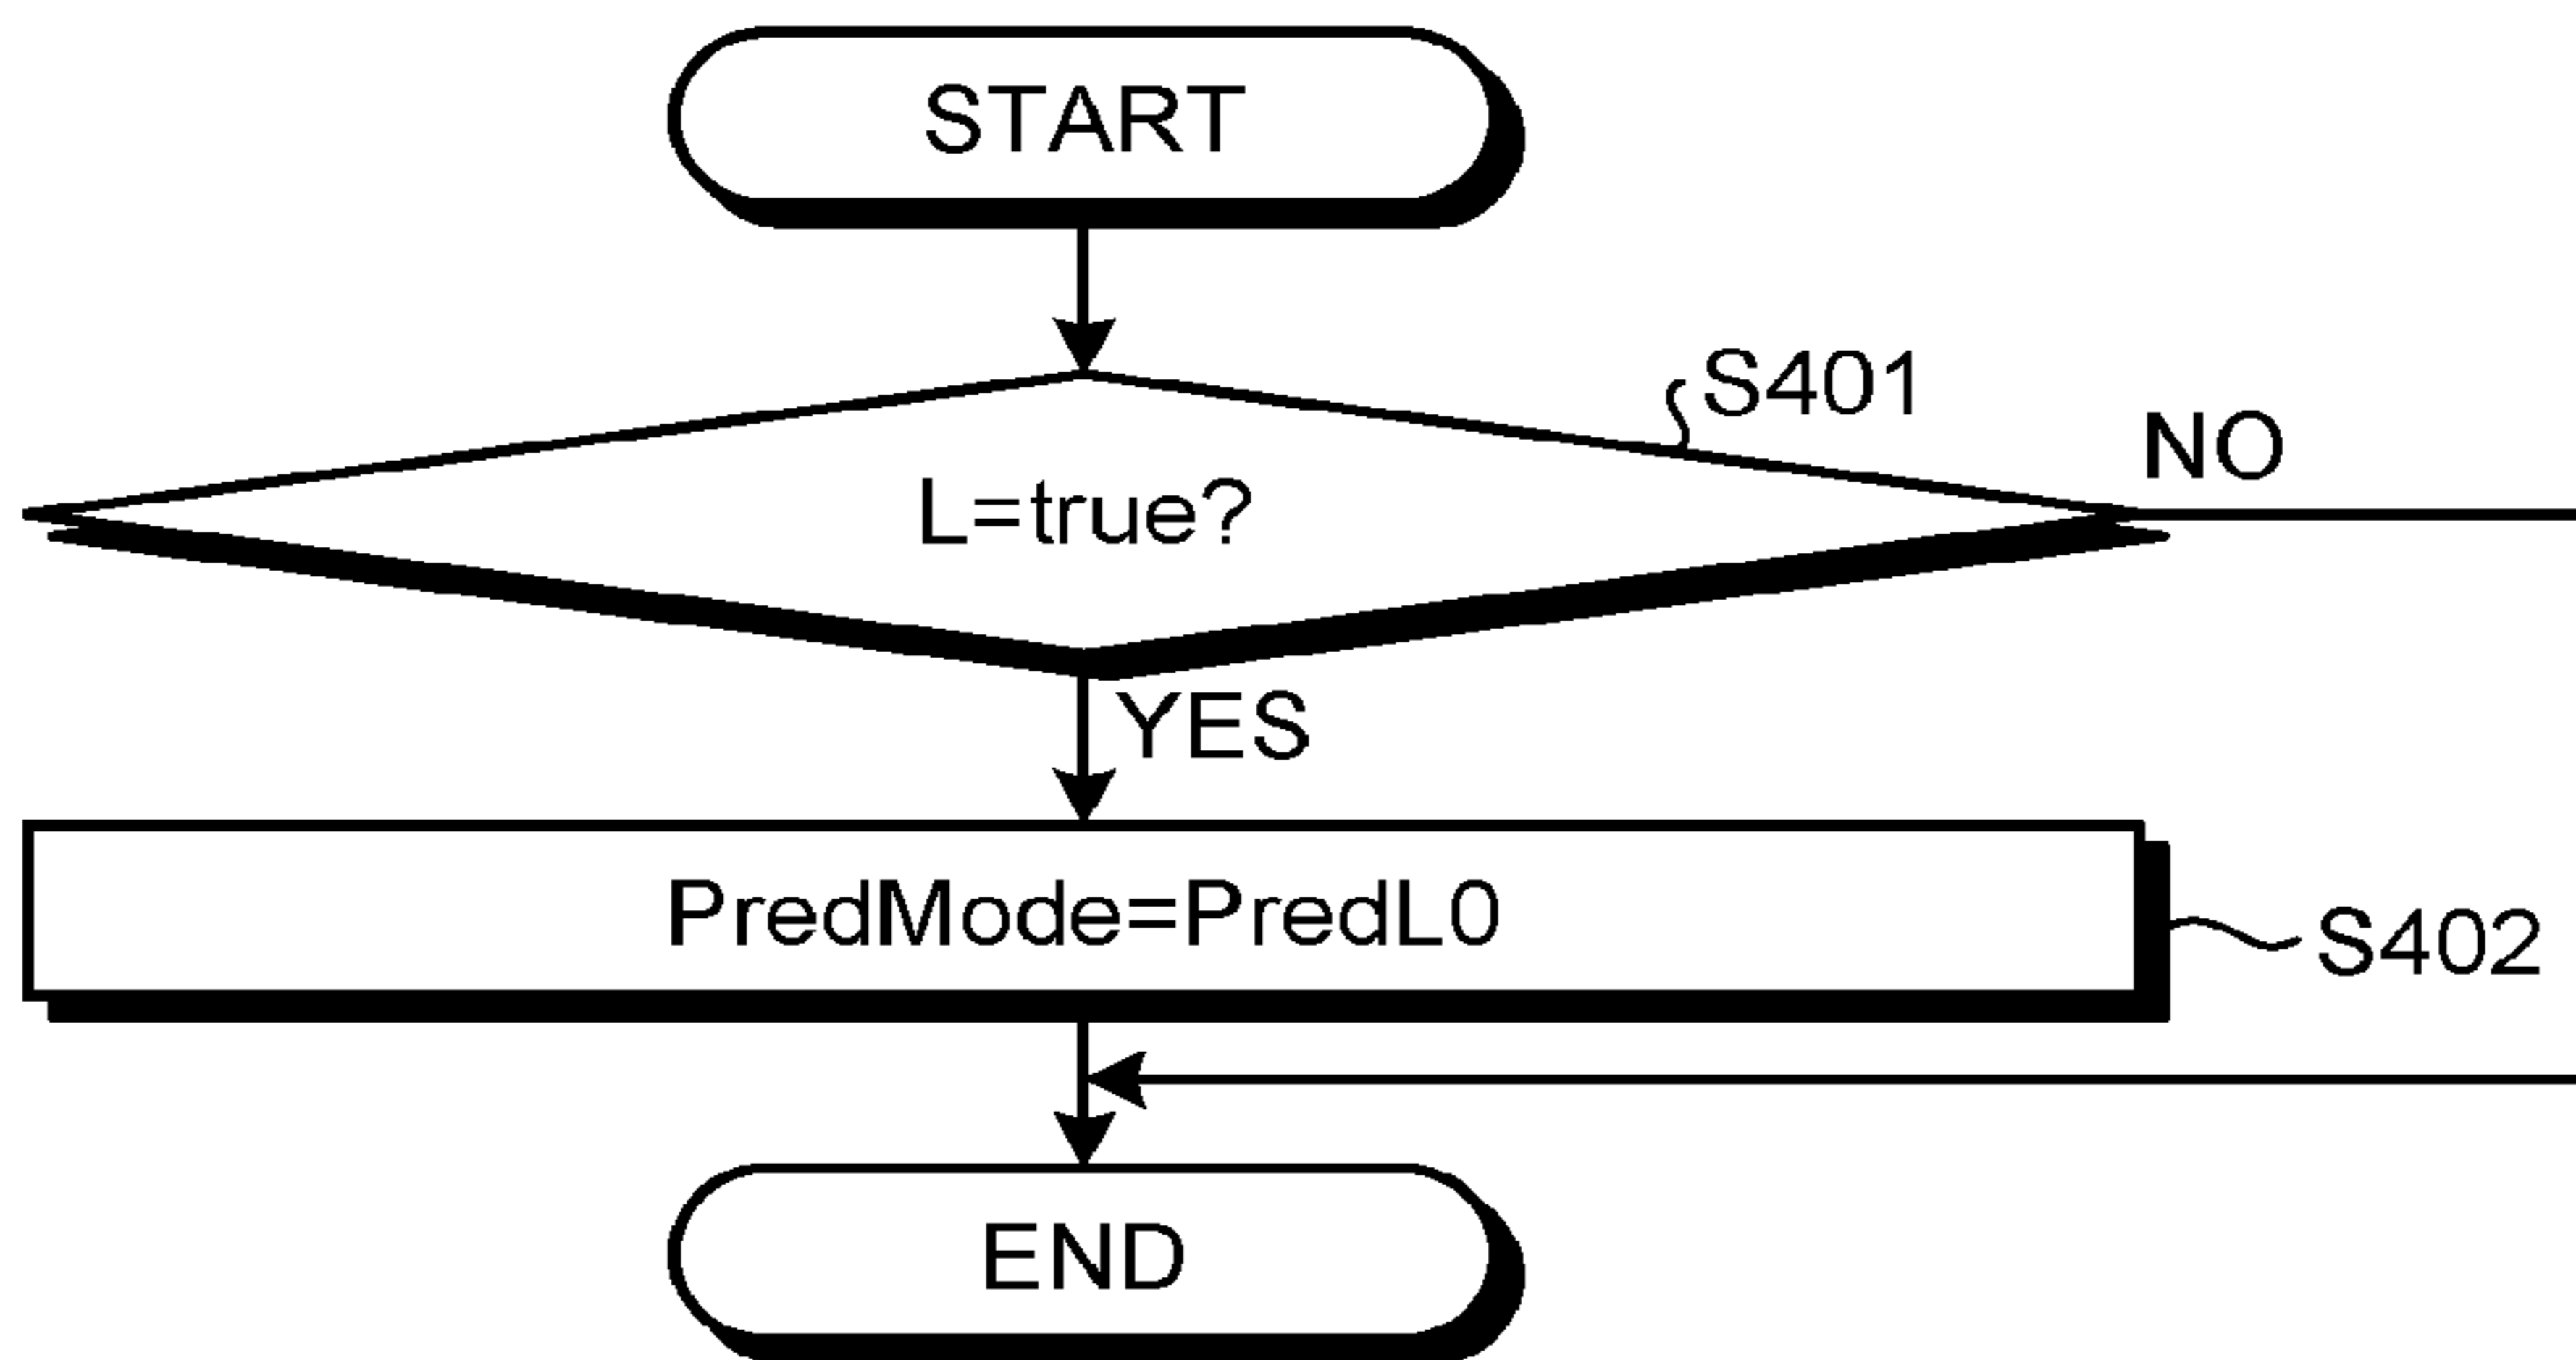 START
S401
NO
L=true?
YES
PredMode=PredL0
S402
END